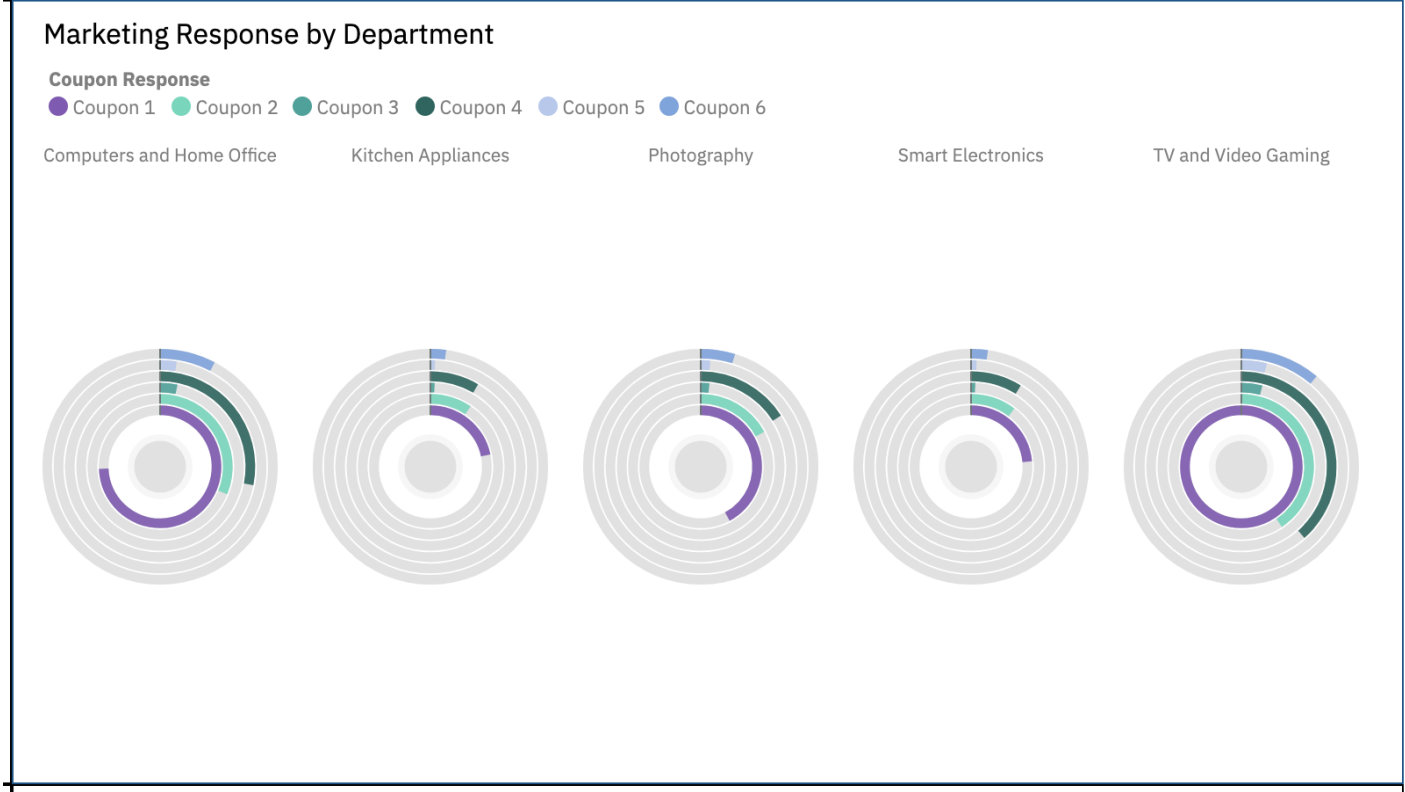 Marketing Response by Department
Coupon Response
Coupon 1 Coupon 2 Coupon 3 Coupon 4 Coupon 5 Coupon 6
Computers and Home Office Kitchen Appliances Photography Smart Electronics TV and Video Gaming